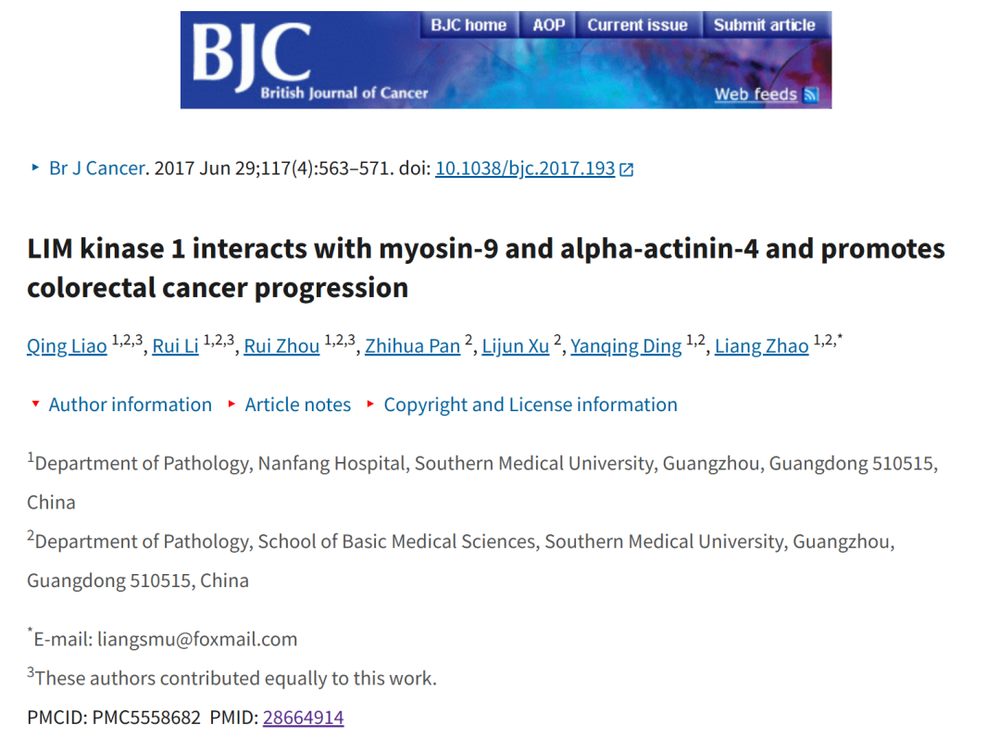 BJC
British Journal of Cancer
BJC home AOP Current issue Submit article
Web feeds
Br J Cancer. 2017 Jun 29;117(4):563–571. doi: 10.1038/bjc.2017.193
LIM kinase 1 interacts with myosin-9 and alpha-actinin-4 and promotes
colorectal cancer progression
Qing Liao 1,2,3, Rui Li 1,2,3, Rui Zhou 1,2,3, Zhihua Pan 2, Lijun Xu 2, Yanqing Ding 1,2, Liang Zhao 1,2,*
Author information Article notes Copyright and License information
1Department of Pathology, Nanfang Hospital, Southern Medical University, Guangzhou, Guangdong 510515,
China
2Department of Pathology, School of Basic Medical Sciences, Southern Medical University, Guangzhou,
Guangdong 510515, China
*E-mail: liangsmu@foxmail.com
3These authors contributed equally to this work.
PMCID: PMC5558682 PMID: 28664914